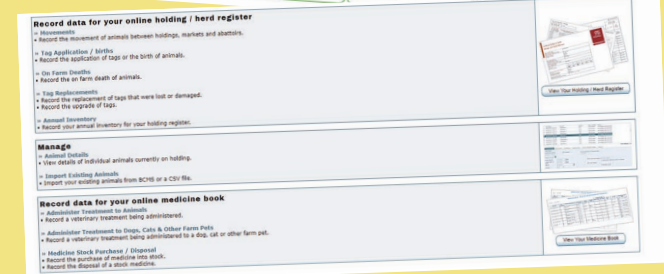 Record data for your online holding / herd register
» Movements
• Record the movement of animals between holdings, markets and abattoirs.
» Tag Application / births
• Record the application of tags or the birth of animals.
» On Farm Deaths
• Record the on farm death of animals.
» Tag Replacements
• Record the replacement of tags that were lost or damaged.
• Record the upgrade of tags.
» Annual Inventory
• Record your annual inventory for your holding register.
View Your Holding / Herd Register
Manage
» Animal Details
• View details of individual animals currently on holding.
» Import Existing Animals
• Import your existing animals from BCMS or a CSV file.
Record data for your online medicine book
» Administer Treatment to Animals
• Record a veterinary treatment being administered.
» Administer Treatment to Dogs, Cats & Other Farm Pets
• Record a veterinary treatment being administered to a dog, cat or other farm pet.
» Medicine Stock Purchase / Disposal
• Record the purchase of medicine into stock.
• Record the disposal of a stock medicine.
View Your Medicine Book